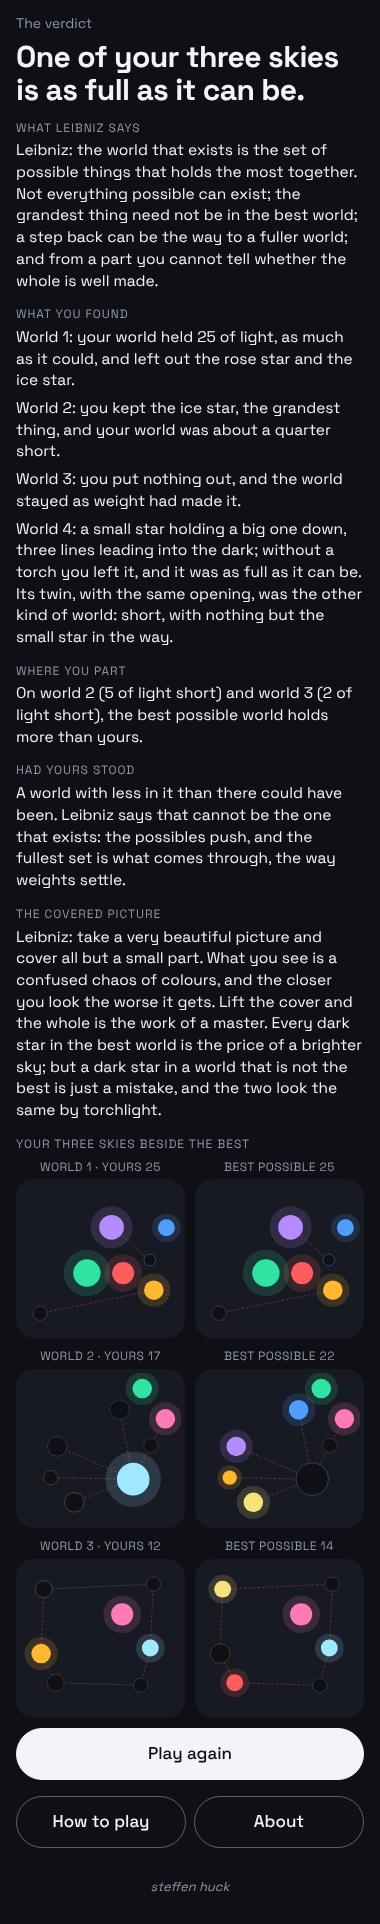 The verdict
One of your three skies
is as full as it can be.
WHAT LEIBNIZ SAYS
Leibniz: the world that exists is the set of
possible things that holds the most together.
Not everything possible can exist; the
grandest thing need not be in the best world;
a step back can be the way to a fuller world;
and from a part you cannot tell whether the
whole is well made.
WHAT YOU FOUND
World 1: your world held 25 of light, as much
as it could, and left out the rose star and the
ice star.
World 2: you kept the ice star, the grandest
thing, and your world was about a quarter
short.
World 3: you put nothing out, and the world
stayed as weight had made it.
World 4: a small star holding a big one down,
three lines leading into the dark; without a
torch you left it, and it was as full as it can be.
Its twin, with the same opening, was the other
kind of world: short, with nothing but the
small star in the way.
WHERE YOU PART
On world 2 (5 of light short) and world 3 (2 of
light short), the best possible world holds
more than yours.
HAD YOURS STOOD
A world with less in it than there could have
been. Leibniz says that cannot be the one
that exists: the possibles push, and the
fullest set is what comes through, the way
weights settle.
THE COVERED PICTURE
Leibniz: take a very beautiful picture and
cover all but a small part. What you see is a
confused chaos of colours, and the closer
you look the worse it gets. Lift the cover and
the whole is the work of a master. Every dark
star in the best world is the price of a brighter
sky; but a dark star in a world that is not the
best is just a mistake, and the two look the
same by torchlight.
YOUR THREE SKIES BESIDE THE BEST
WORLD 1 · YOURS 25
BEST POSSIBLE 25
WORLD 2 · YOURS 17
BEST POSSIBLE 22
WORLD 3 · YOURS 12
BEST POSSIBLE 14
Play again
How to play
About
steffen huck